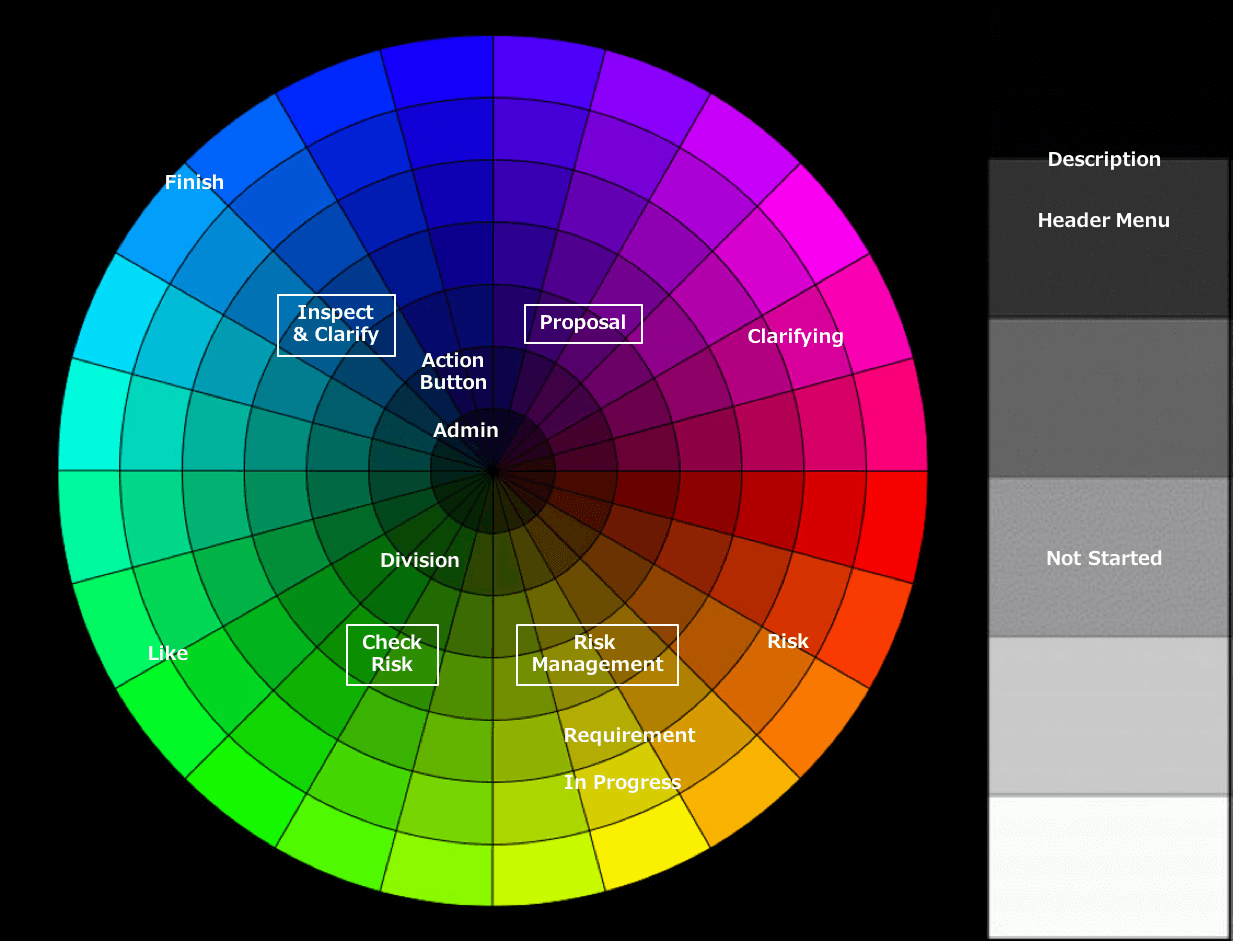 Description
Finish
Header Menu
Inspect
& Clarify
Proposal
Clarifying
Action
Button
Admin
Division
Not Started
Check
Risk
Risk
Management
Risk
Like
Requirement
In Progress